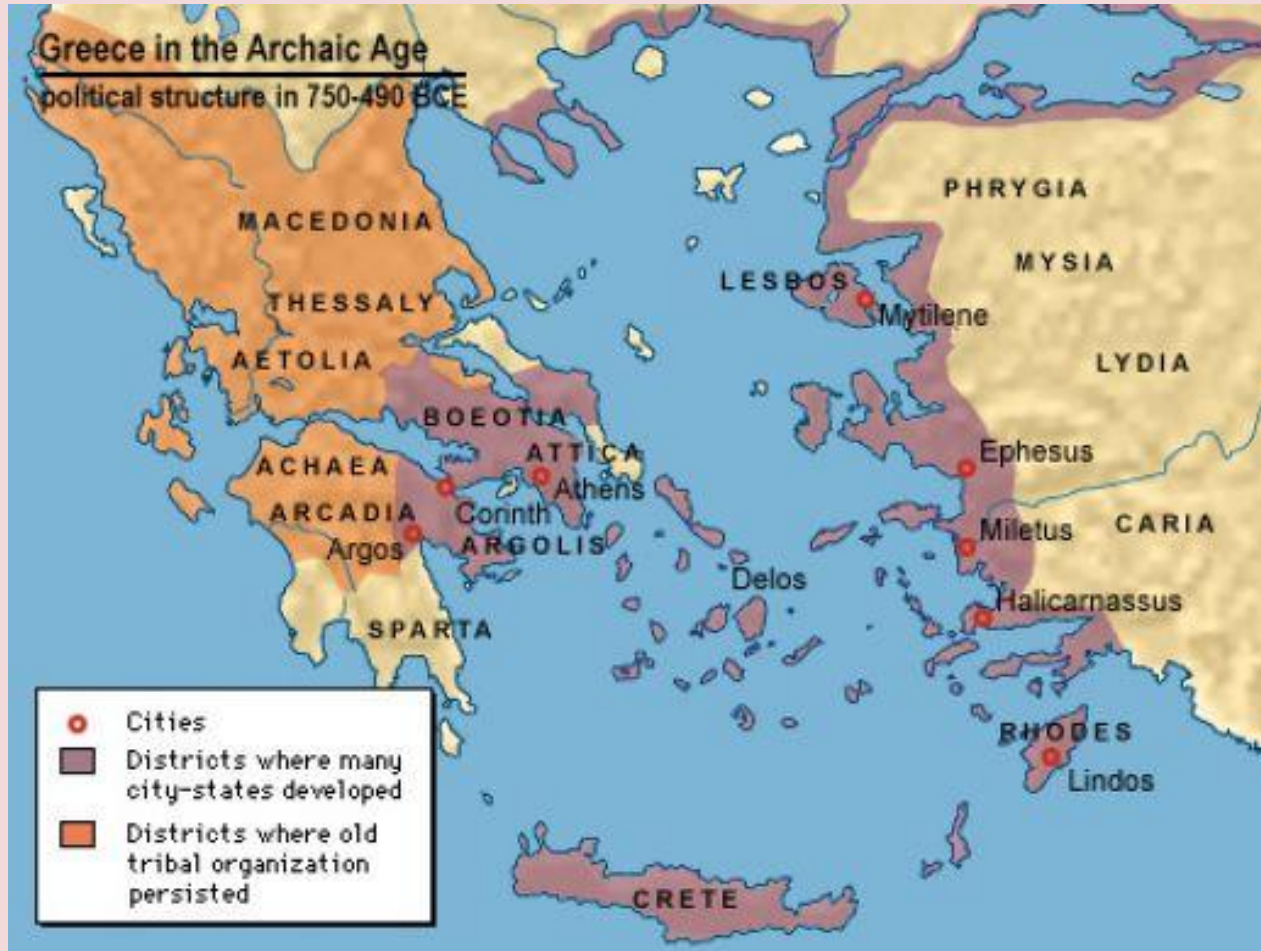 Greece in the Archaic Age
political structure in 750-490 BCE
PHRYGIA
MACEDONIA
MYSIA
LESBOS
THESSALY
Mytilene
AETOLIA
LYDIA
BOEOTIA
ATTICA
Ephesus
ACHAEA
Athens
ARCADIA
Corinth
CARIA
Miletus
Argos
ARGOLIS
Delos
Halicarnassus
SPARTA
RHODES
Lindos
CRETE
Cities
Districts where many
city-states developed
Districts where old
tribal organization
persisted